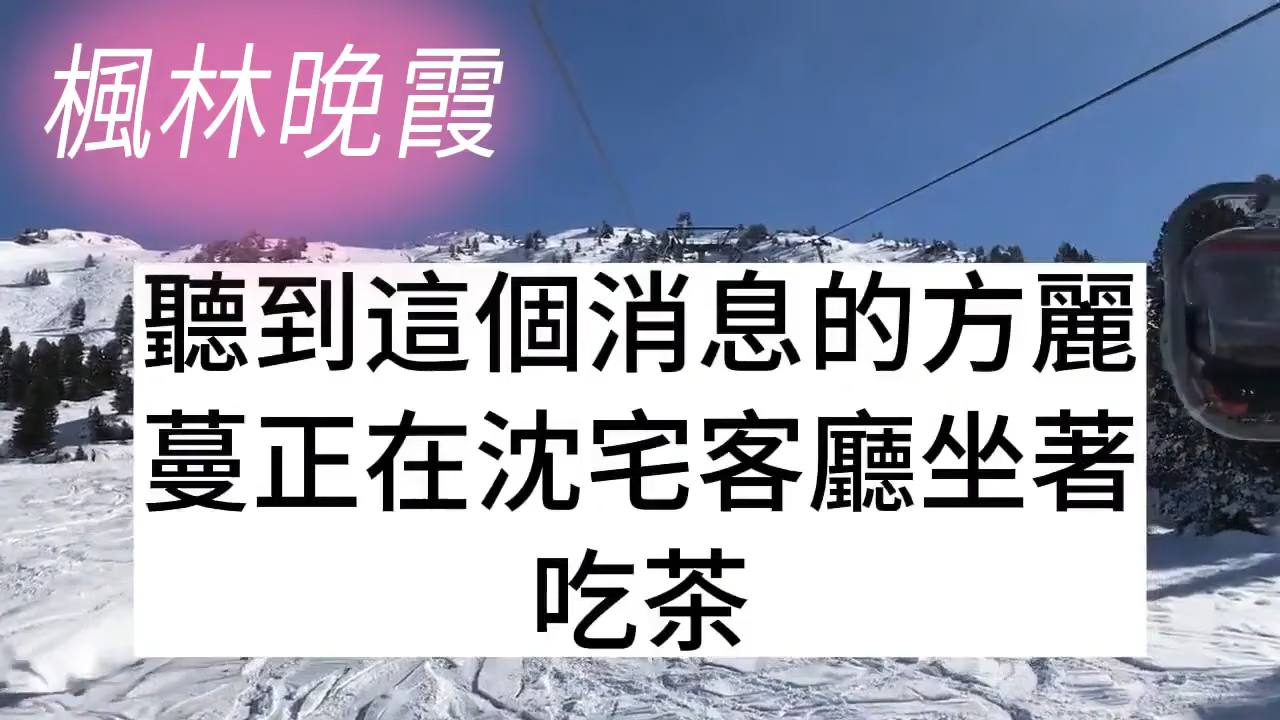 楓林晚霞
聽到這個消息的方麗
蔓正在沈宅客廳坐著
吃茶